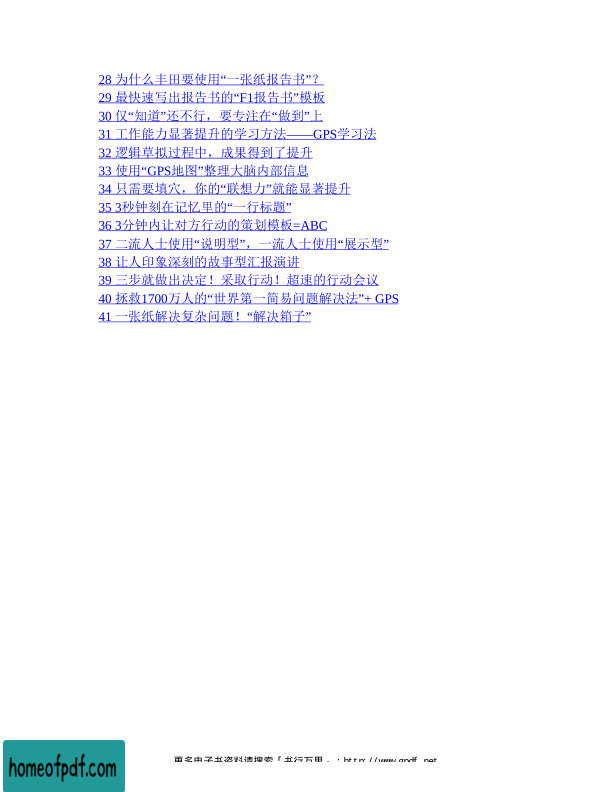 28 为什么丰田要使用“一张纸报告书”？
29 最快速写出报告书的“F1报告书”模板
30 仅“知道”还不行，要专注在“做到”上
31 工作能力显著提升的学习方法——GPS学习法
32 逻辑草拟过程中，成果得到了提升
33 使用“GPS地图”整理大脑内部信息
34 只需要填穴，你的“联想力”就能显著提升
35 3秒钟刻在记忆里的“一行标题”
36 3分钟内让对方行动的策划模板=ABC
37 二流人士使用“说明型”，一流人士使用“展示型”
38 让人印象深刻的故事型汇报演讲
39 三步就做出决定！采取行动！超速的行动会议
40 拯救1700万人的“世界第一简易问题解决法”+ GPS
41 一张纸解决复杂问题！“解决箱子”
更多电子书资料请搜索「书行万里」：http://www.gpdf.net
homeofpdf.com